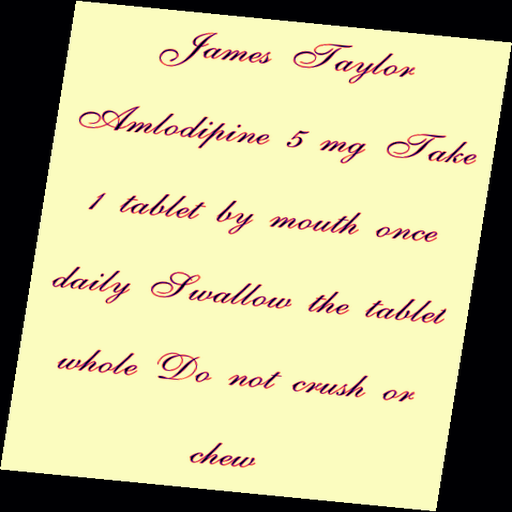 James Taylor
Amlodipine 5 mg Take
1 tablet by mouth once
daily Swallow the tablet
whole Do not crush or
chew